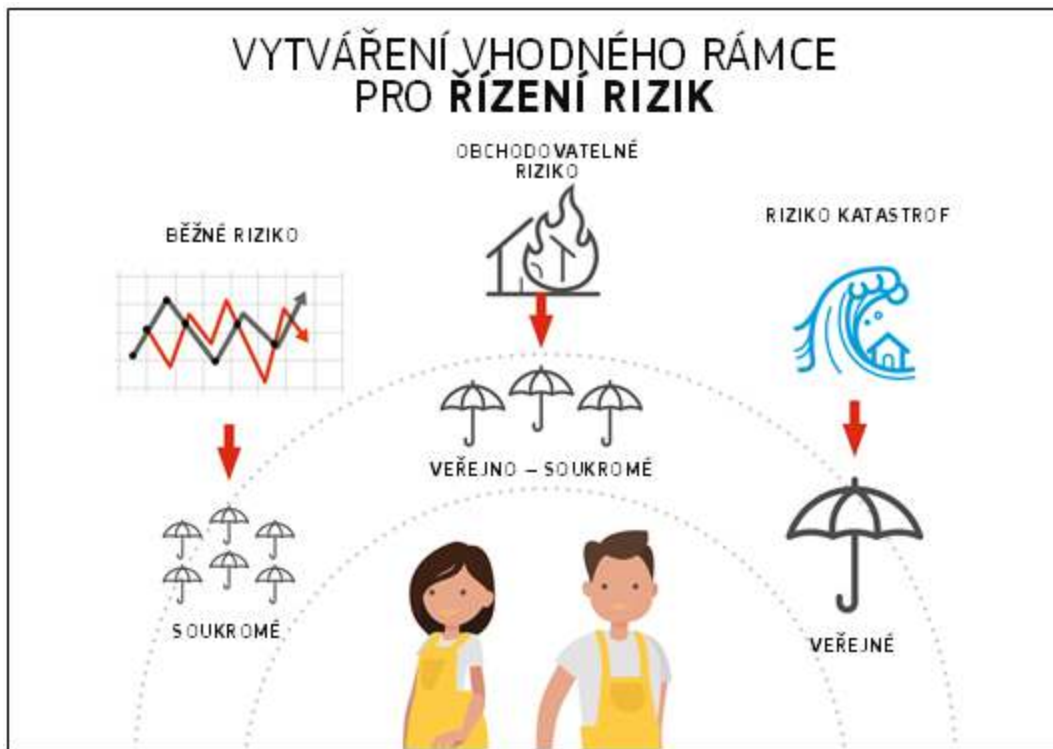 VYTVÁŘENÍ VHODNÉHO RÁMCE
PRO ŘÍZENÍ RIZIK
OBCHODOVATELNÉ
RIZIKO
BĚŽNÉ RIZIKO
RIZIKO KATASTROF
VEŘEJNO – SOUKROMÉ
SOUKROMÉ
VEŘEJNÉ